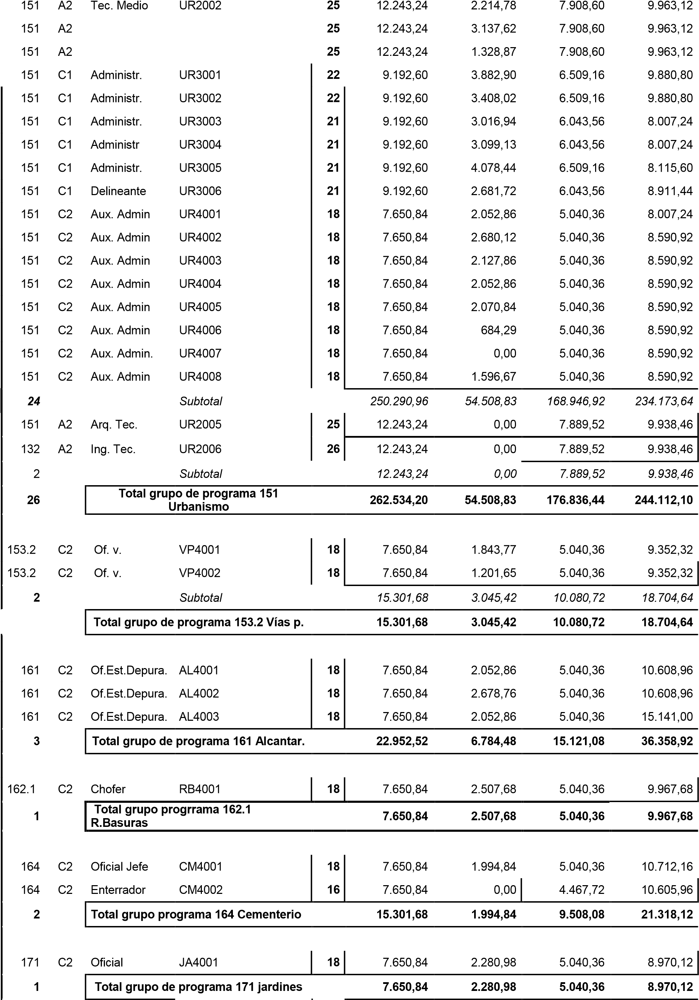 151 A2 Tec. Medio UR2002 25 12.243,24 2.214,78 7.908,60 9.963,12
151 A2 25 12.243,24 3.137,62 7.908,60 9.963,12
151 A2 25 12.243,24 1.328,87 7.908,60 9.963,12
151 C1 Administr. UR3001 22 9.192,60 3.882,90 6.509,16 9.880,80
151 C1 Administr. UR3002 22 9.192,60 3.408,02 6.509,16 9.880,80
151 C1 Administr. UR3003 21 9.192,60 3.016,94 6.043,56 8.007,24
151 C1 Administr UR3004 21 9.192,60 3.099,13 6.043,56 8.007,24
151 C1 Administr. UR3005 21 9.192,60 4.078,44 6.509,16 8.115,60
151 C1 Delineante UR3006 21 9.192,60 2.681,72 6.043,56 8.911,44
151 C2 Aux. Admin UR4001 18 7.650,84 2.052,86 5.040,36 8.007,24
151 C2 Aux. Admin UR4002 18 7.650,84 2.680,12 5.040,36 8.590,92
151 C2 Aux. Admin UR4003 18 7.650,84 2.127,86 5.040,36 8.590,92
151 C2 Aux. Admin UR4004 18 7.650,84 2.052,86 5.040,36 8.590,92
151 C2 Aux. Admin UR4005 18 7.650,84 2.070,84 5.040,36 8.590,92
151 C2 Aux. Admin UR4006 18 7.650,84 684,29 5.040,36 8.590,92
151 C2 Aux. Admin. UR4007 18 7.650,84 0,00 5.040,36 8.590,92
151 C2 Aux. Admin UR4008 18 7.650,84 1.596,67 5.040,36 8.590,92
24 Subtotal 250.290,96 54.508,83 168.946,92 234.173,64
151 A2 Arq. Tec. UR2005 25 12.243,24 0,00 7.889,52 9.938,46
132 A2 Ing. Tec. UR2006 26 12.243,24 0,00 7.889,52 9.938,46
2 Subtotal 12.243,24 0,00 7.889,52 9.938,46
26 Total grupo de programa 151 262.534,20 54.508,83 176.836,44 244.112,10
Urbanismo
153.2 C2 Of. v. VP4001 18 7.650,84 1.843,77 5.040,36 9.352,32
153.2 C2 Of. v. VP4002 18 7.650,84 1.201,65 5.040,36 9.352,32
2 Subtotal 15.301,68 3.045,42 10.080,72 18.704,64
Total grupo de programa 153.2 Vías p. 15.301,68 3.045,42 10.080,72 18.704,64
161 C2 Of.Est.Depura. AL4001 18 7.650,84 2.052,86 5.040,36 10.608,96
161 C2 Of.Est.Depura. AL4002 18 7.650,84 2.678,76 5.040,36 10.608,96
161 C2 Of.Est.Depura. AL4003 18 7.650,84 2.052,86 5.040,36 15.141,00
3 Total grupo de programa 161 Alcantar. 22.952,52 6.784,48 15.121,08 36.358,92
162.1 C2 Chofer RB4001 18 7.650,84 2.507,68 5.040,36 9.967,68
1 Total grupo progrrama 162.1 7.650,84 2.507,68 5.040,36 9.967,68
R.Basuras
164 C2 Oficial Jefe CM4001 18 7.650,84 1.994,84 5.040,36 10.712,16
164 C2 Enterrador CM4002 16 7.650,84 0,00 4.467,72 10.605,96
2 Total grupo programa 164 Cementerio 15.301,68 1.994,84 9.508,08 21.318,12
171 C2 Oficial JA4001 18 7.650,84 2.280,98 5.040,36 8.970,12
1 Total grupo de programa 171 jardines 7.650,84 2.280,98 5.040,36 8.970,12